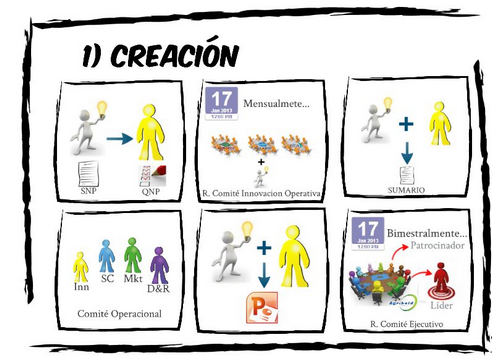 1) CREACIÓN
SNP
QNP
17
Jan 2013
12:00 PM
Mensualmete...
R. Comité Innovacion Operativa
SUMARIO
Inn
SC
Mkt
D&R
Comité Operacional
P
17
Jan 2013
12:00 PM
Bimestralmente...
Patrocinador
Lider
R. Comité Ejecutivo